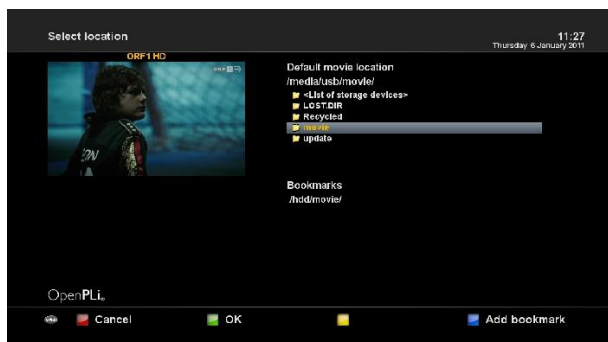 Select location
11:27
Thursday 6 January 2011
ORF1 HD
Default movie location
/media/usb/movie/
<List of storage devices>
LOST.DIR
Recycled
movie
update
Bookmarks
/hdd/movie/
OpenPLi.
Cancel
OK
Add bookmark